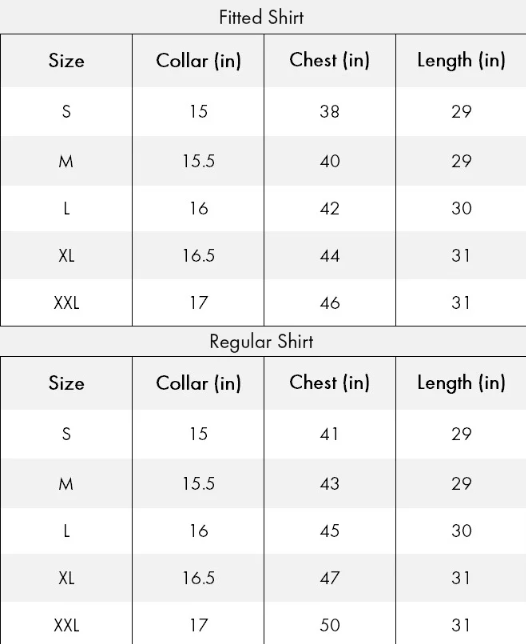 Fitted Shirt
Size Collar (in) Chest (in) Length (in)
S 15 38 29
M 15.5 40 29
L 16 42 30
XL 16.5 44 31
XXL 17 46 31
Regular Shirt
Size Collar (in) Chest (in) Length (in)
S 15 41 29
M 15.5 43 29
L 16 45 30
XL 16.5 47 31
XXL 17 50 31